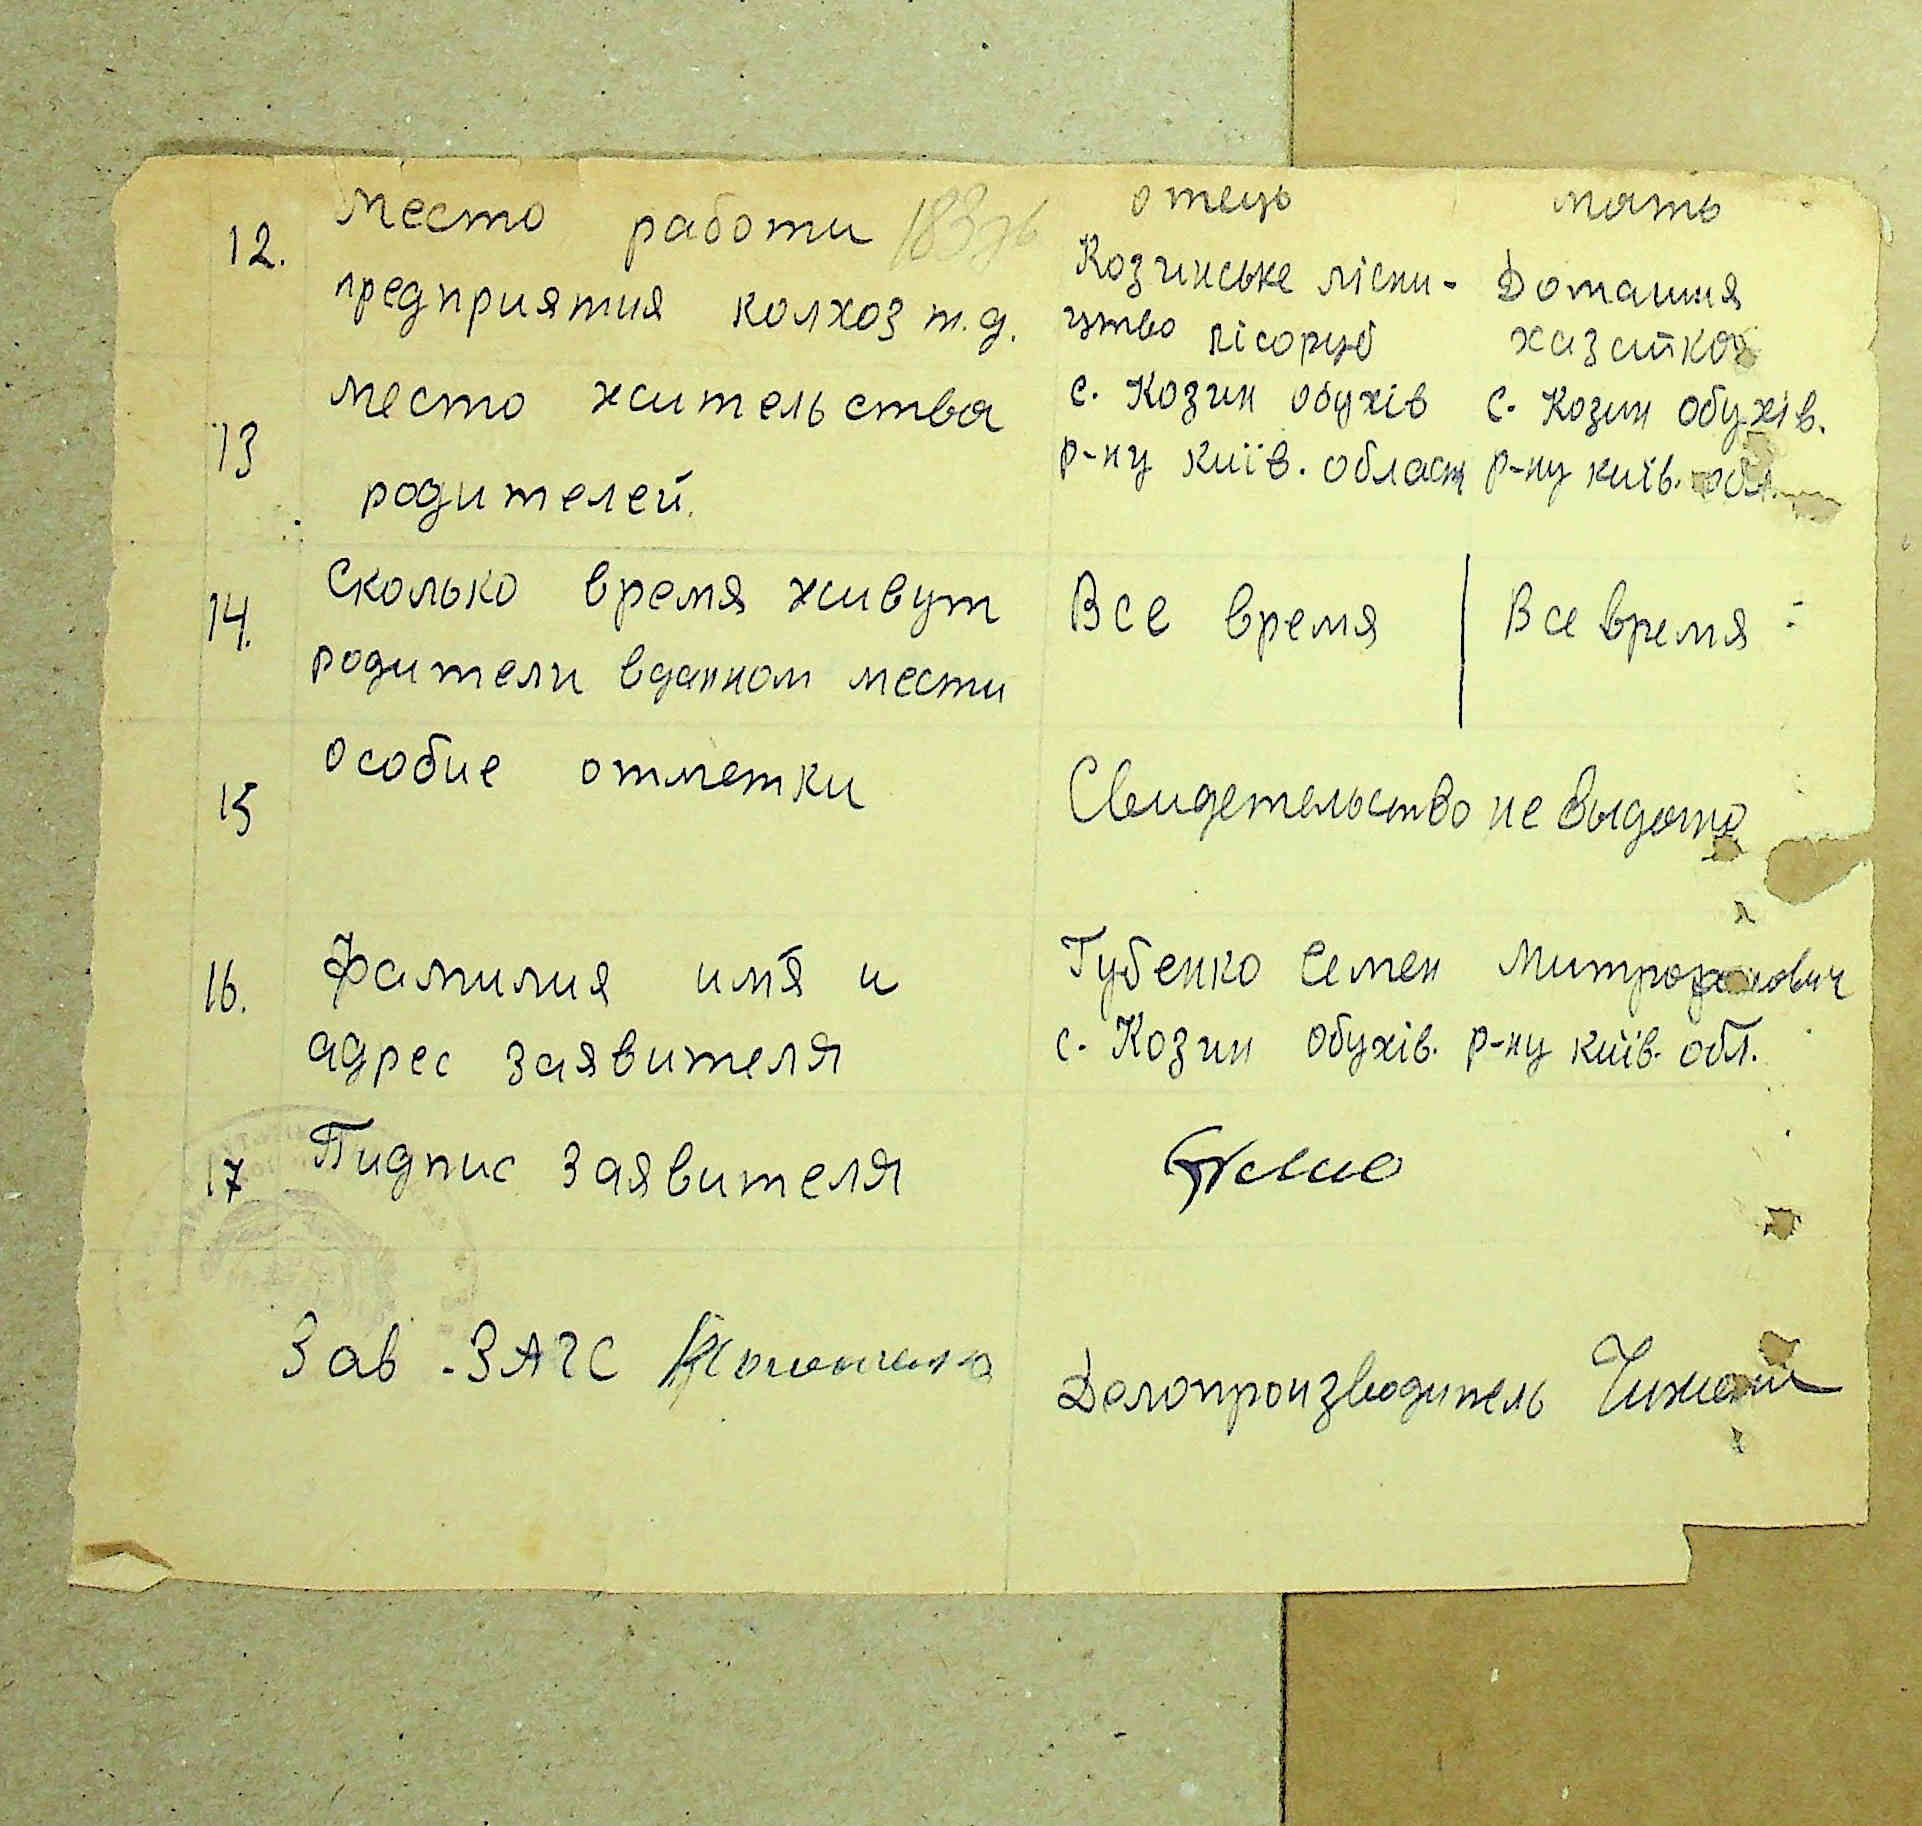 отець мать
12. Место работи Козинське лісни- Домашня
предприятия колхоз т.д. цтво лісоруб хазяйка
13 место жительства с. Козин обухів с. Козин обухів.
родителей. р-ну київ. област р-ну київ. обл.
14. Сколько время живут Все время Все время
родители вданном мести
15 особие отметки Свидетельство не выдано
16. Фамилия имя и Губенко Семен Митрофанович
адрес заявителя с. Козин обухів. р-ну київ. обл.
17 Пидпис заявителя
Зав. ЗАГС Делопроизводитель